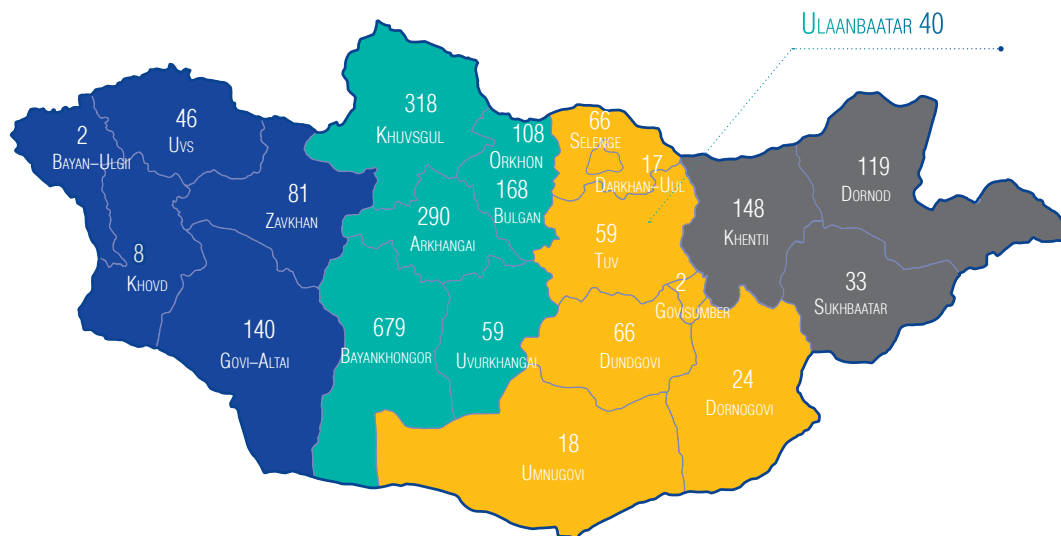 ULAANBAATAR 40
318
KHUVSGUL
2
BAYAN–ULGII
46
UVS
108
ORKHON
66
SELENGE
17
DARKHAN–UUL
119
DORNOD
81
ZAVKHAN
168
BULGAN
148
KHENTII
290
ARKHANGAI
59
TUV
8
KHOVD
2
GOVISUMBER
33
SUKHBAATAR
140
GOVI–ALTAI
679
BAYANKHONGOR
59
UVURKHANGAI
66
DUNDGOVI
24
DORNOGOVI
18
UMNUGOVI